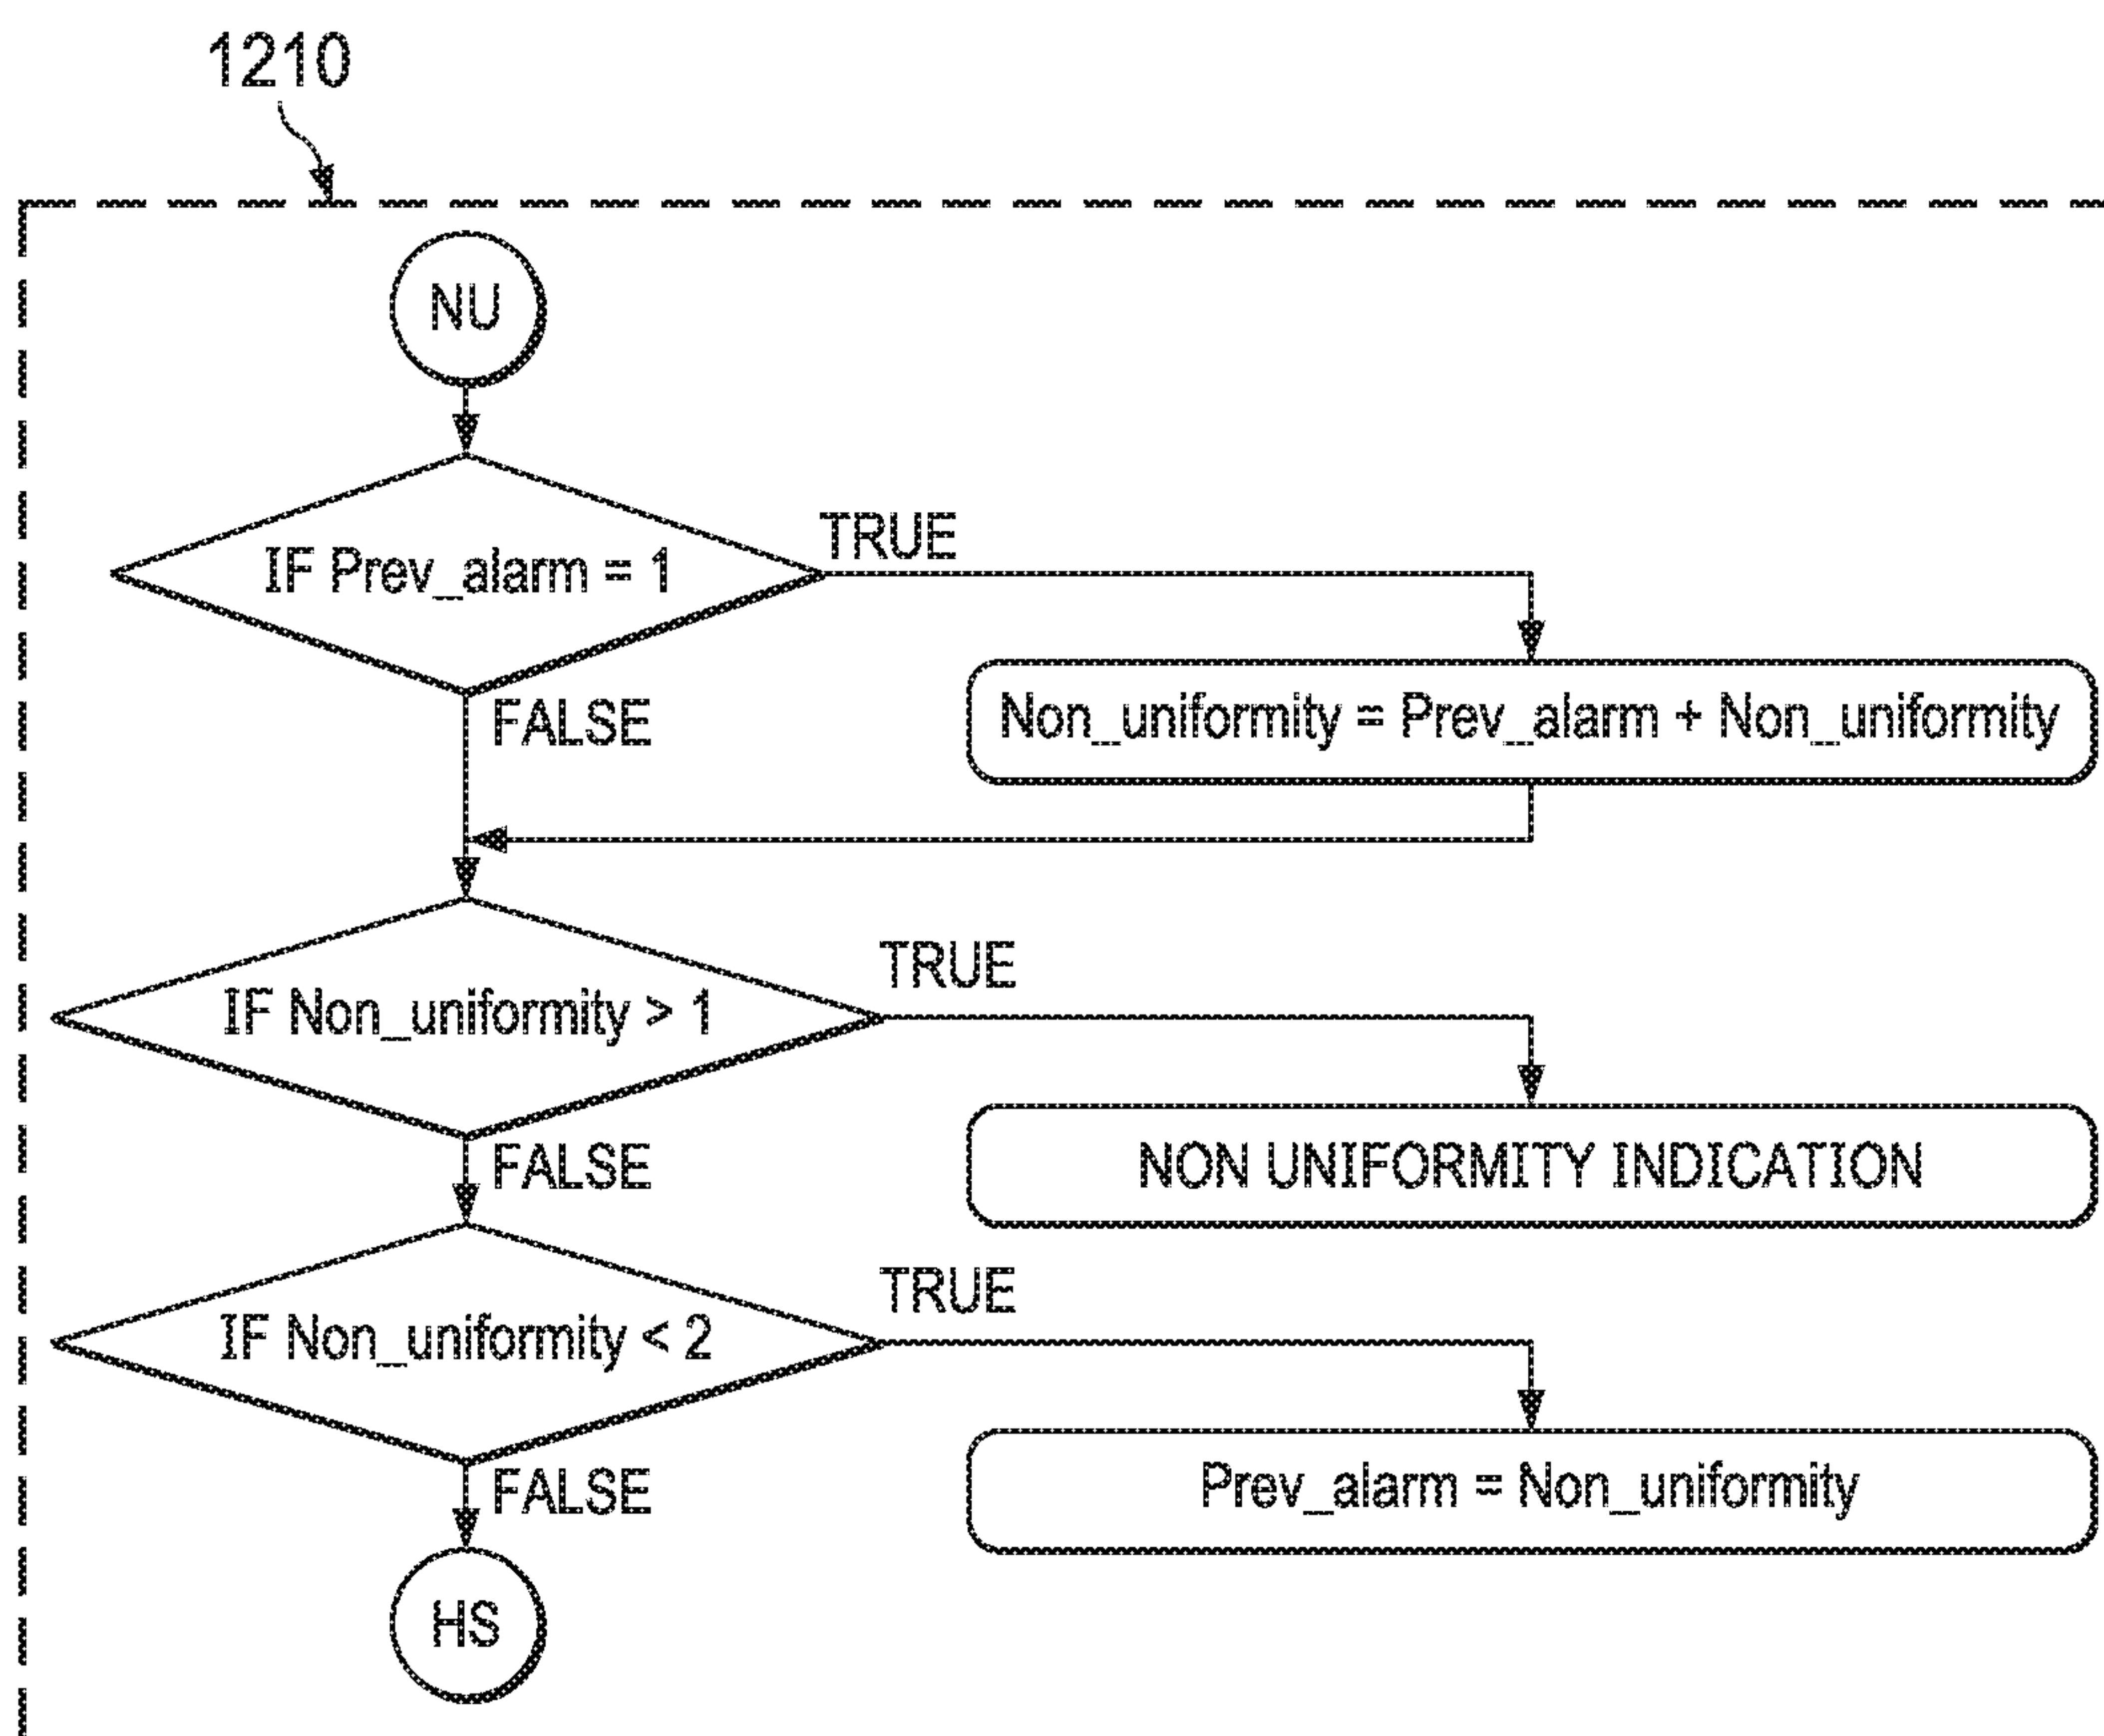 1210
NU
IF Prev_alarm = 1
TRUE
FALSE
Non_uniformity = Prev_alarm + Non_uniformity
IF Non_uniformity > 1
TRUE
FALSE
NON UNIFORMITY INDICATION
IF Non_uniformity < 2
TRUE
FALSE
Prev_alarm = Non_uniformity
HS